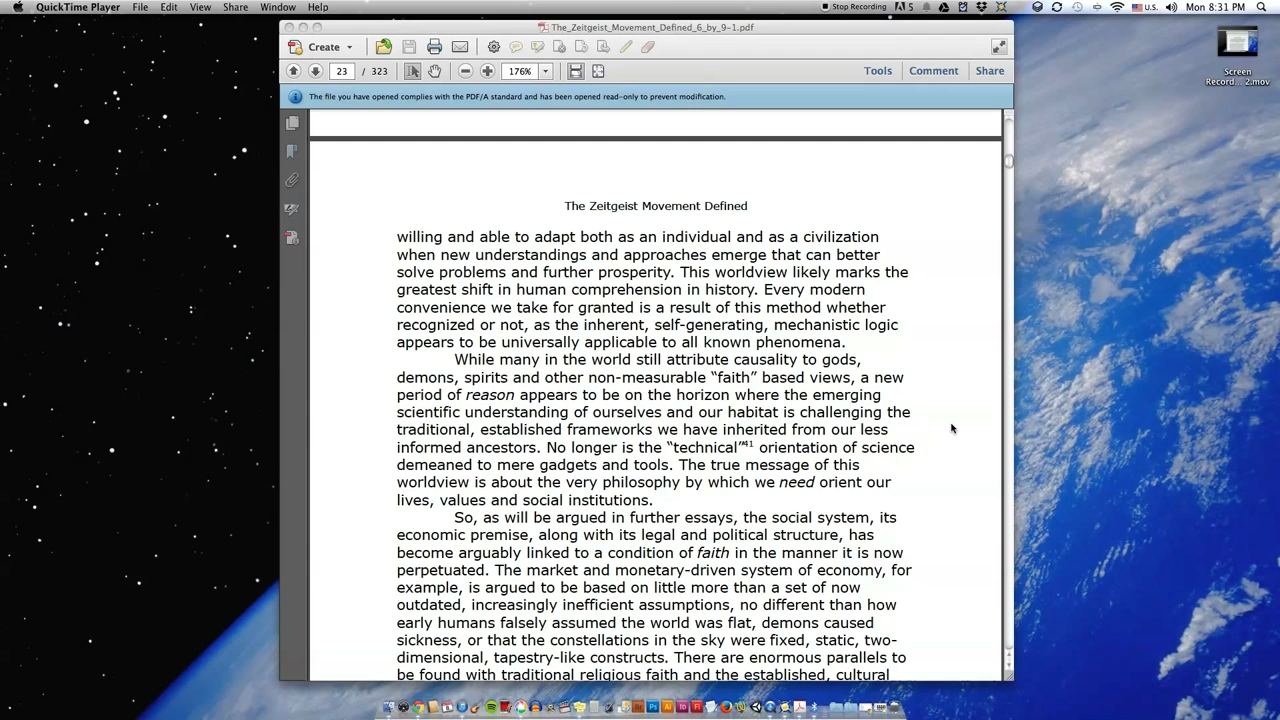 QuickTime Player File Edit View Share Window Help
Stop Recording 5 U.S. Mon 8:31 PM
The_Zeitgeist_Movement_Defined_6_by_9-1.pdf
Create
23 / 323 176% Tools Comment Share
The file you have opened complies with the PDF/A standard and has been opened read-only to prevent modification.
Screen
Record... 2.mov
The Zeitgeist Movement Defined
willing and able to adapt both as an individual and as a civilization
when new understandings and approaches emerge that can better
solve problems and further prosperity. This worldview likely marks the
greatest shift in human comprehension in history. Every modern
convenience we take for granted is a result of this method whether
recognized or not, as the inherent, self-generating, mechanistic logic
appears to be universally applicable to all known phenomena.
While many in the world still attribute causality to gods,
demons, spirits and other non-measurable “faith” based views, a new
period of reason appears to be on the horizon where the emerging
scientific understanding of ourselves and our habitat is challenging the
traditional, established frameworks we have inherited from our less
informed ancestors. No longer is the “technical”41 orientation of science
demeaned to mere gadgets and tools. The true message of this
worldview is about the very philosophy by which we need orient our
lives, values and social institutions.
So, as will be argued in further essays, the social system, its
economic premise, along with its legal and political structure, has
become arguably linked to a condition of faith in the manner it is now
perpetuated. The market and monetary-driven system of economy, for
example, is argued to be based on little more than a set of now
outdated, increasingly inefficient assumptions, no different than how
early humans falsely assumed the world was flat, demons caused
sickness, or that the constellations in the sky were fixed, static, two-
dimensional, tapestry-like constructs. There are enormous parallels to
be found with traditional religious faith and the established, cultural